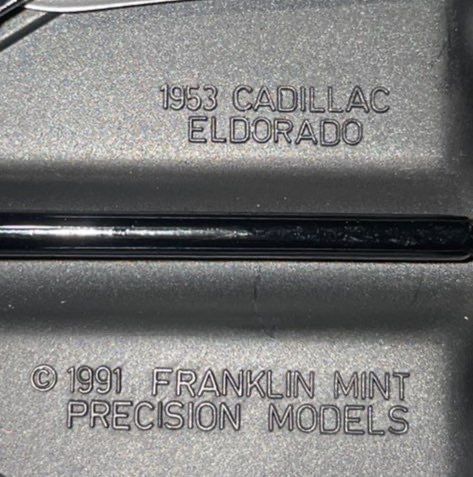 1953 CADILLAC
ELDORADO
© 1991 FRANKLIN MINT
PRECISION MODELS